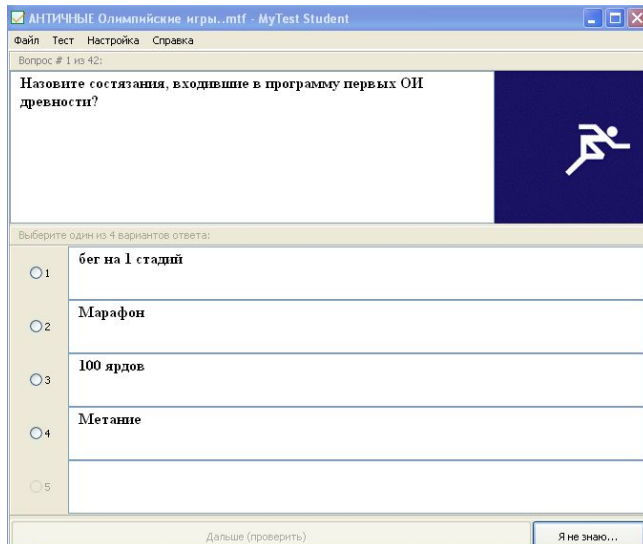 АНТИЧНЫЕ Олимпийские игры..mtf - MyTest Student
Файл Тест Настройка Справка
Вопрос # 1 из 42:
Назовите состязания, входившие в программу первых ОИ
древности?
Выберите один из 4 вариантов ответа:
1 бег на 1 стадий
2 Марафон
3 100 ярдов
4 Метание
5
Дальше (проверить) Я не знаю...